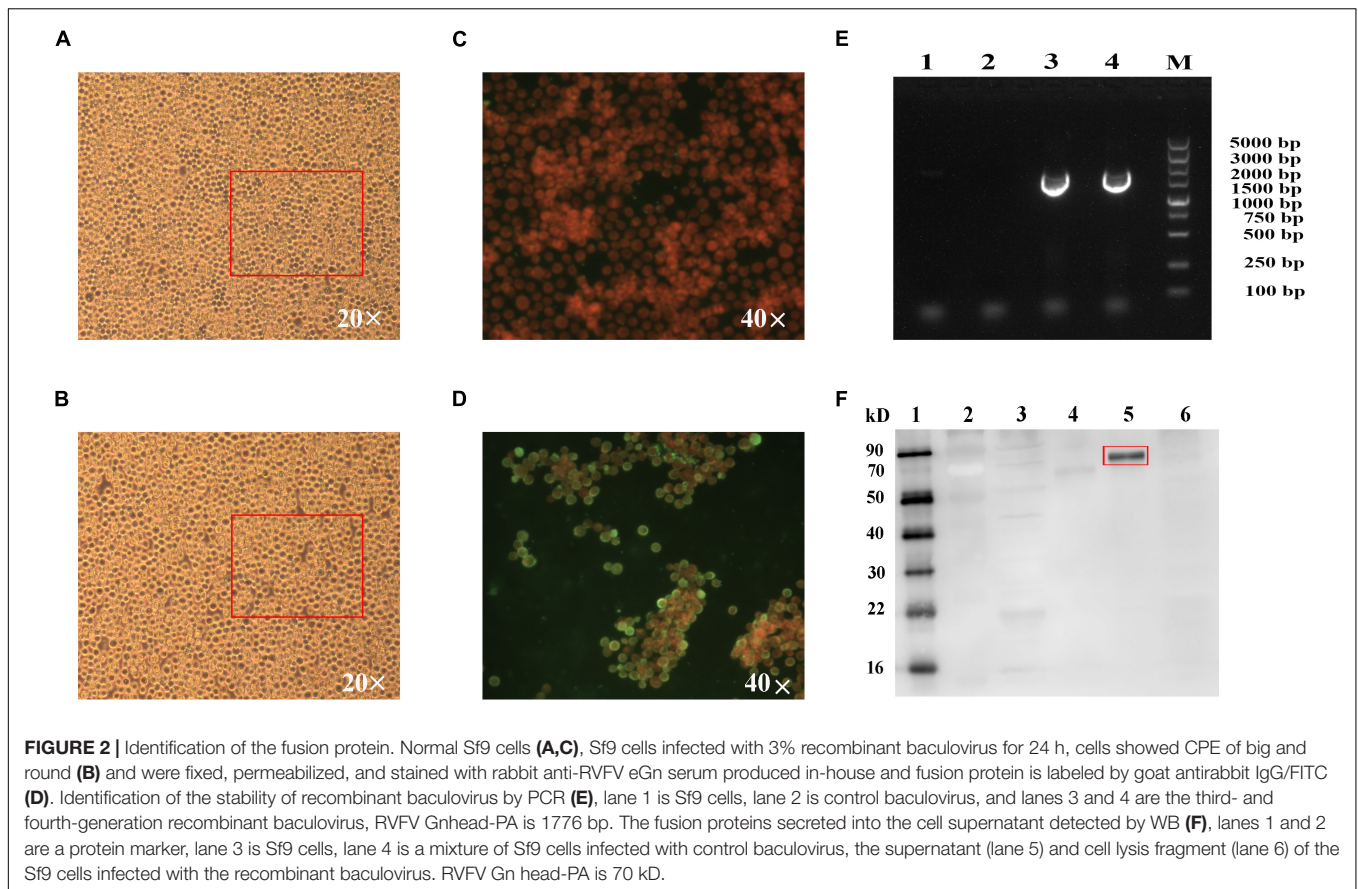 A
C
E
1 2 3 4 M
5000 bp
3000 bp
2000 bp
1500 bp
1000 bp
750 bp
500 bp
250 bp
100 bp
20×
40×
B
D
F
kD 1 2 3 4 5 6
90
70
50
40
30
22
16
20×
40×
FIGURE 2 | Identification of the fusion protein. Normal Sf9 cells (A,C), Sf9 cells infected with 3% recombinant baculovirus for 24 h, cells showed CPE of big and
round (B) and were fixed, permeabilized, and stained with rabbit anti-RVFV eGn serum produced in-house and fusion protein is labeled by goat antirabbit IgG/FITC
(D). Identification of the stability of recombinant baculovirus by PCR (E), lane 1 is Sf9 cells, lane 2 is control baculovirus, and lanes 3 and 4 are the third- and
fourth-generation recombinant baculovirus, RVFV Gnhead-PA is 1776 bp. The fusion proteins secreted into the cell supernatant detected by WB (F), lanes 1 and 2
are a protein marker, lane 3 is Sf9 cells, lane 4 is a mixture of Sf9 cells infected with control baculovirus, the supernatant (lane 5) and cell lysis fragment (lane 6) of the
Sf9 cells infected with the recombinant baculovirus. RVFV Gn head-PA is 70 kD.